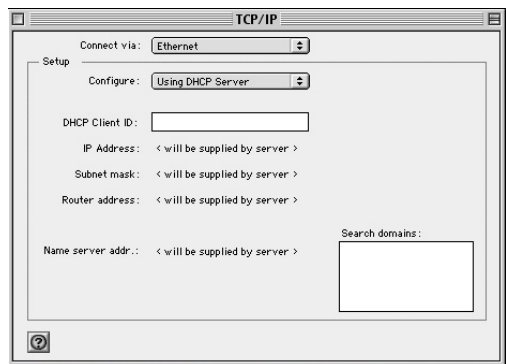 TCP/IP
Connect via: Ethernet
Setup
Configure: Using DHCP Server
DHCP Client ID:
IP Address: < will be supplied by server >
Subnet mask: < will be supplied by server >
Router address: < will be supplied by server >
Search domains:
Name server addr.: < will be supplied by server >
?